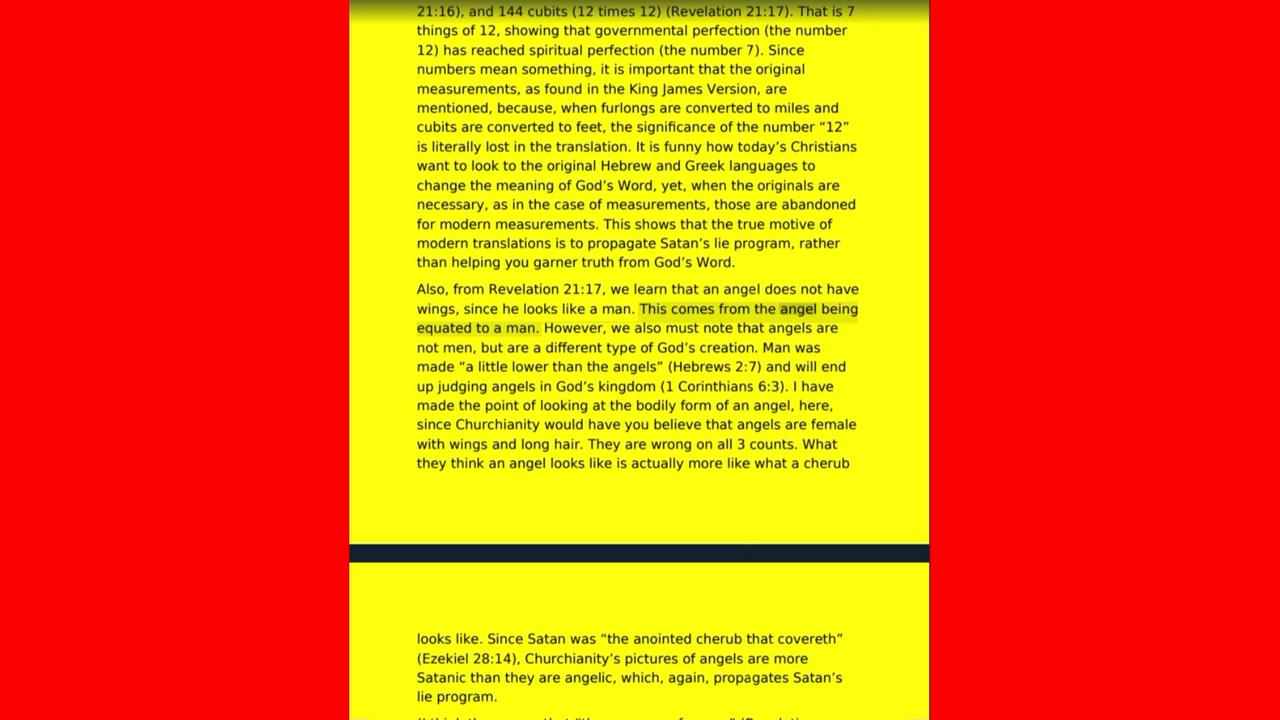 21:16), and 144 cubits (12 times 12) (Revelation 21:17). That is 7
things of 12, showing that governmental perfection (the number
12) has reached spiritual perfection (the number 7). Since
numbers mean something, it is important that the original
measurements, as found in the King James Version, are
mentioned, because, when furlongs are converted to miles and
cubits are converted to feet, the significance of the number “12”
is literally lost in the translation. It is funny how today’s Christians
want to look to the original Hebrew and Greek languages to
change the meaning of God’s Word, yet, when the originals are
necessary, as in the case of measurements, those are abandoned
for modern measurements. This shows that the true motive of
modern translations is to propagate Satan’s lie program, rather
than helping you garner truth from God’s Word.
Also, from Revelation 21:17, we learn that an angel does not have
wings, since he looks like a man. This comes from the angel being
equated to a man. However, we also must note that angels are
not men, but are a different type of God’s creation. Man was
made “a little lower than the angels” (Hebrews 2:7) and will end
up judging angels in God’s kingdom (1 Corinthians 6:3). I have
made the point of looking at the bodily form of an angel, here,
since Churchianity would have you believe that angels are female
with wings and long hair. They are wrong on all 3 counts. What
they think an angel looks like is actually more like what a cherub
looks like. Since Satan was “the anointed cherub that covereth”
(Ezekiel 28:14), Churchianity’s pictures of angels are more
Satanic than they are angelic, which, again, propagates Satan’s
lie program.